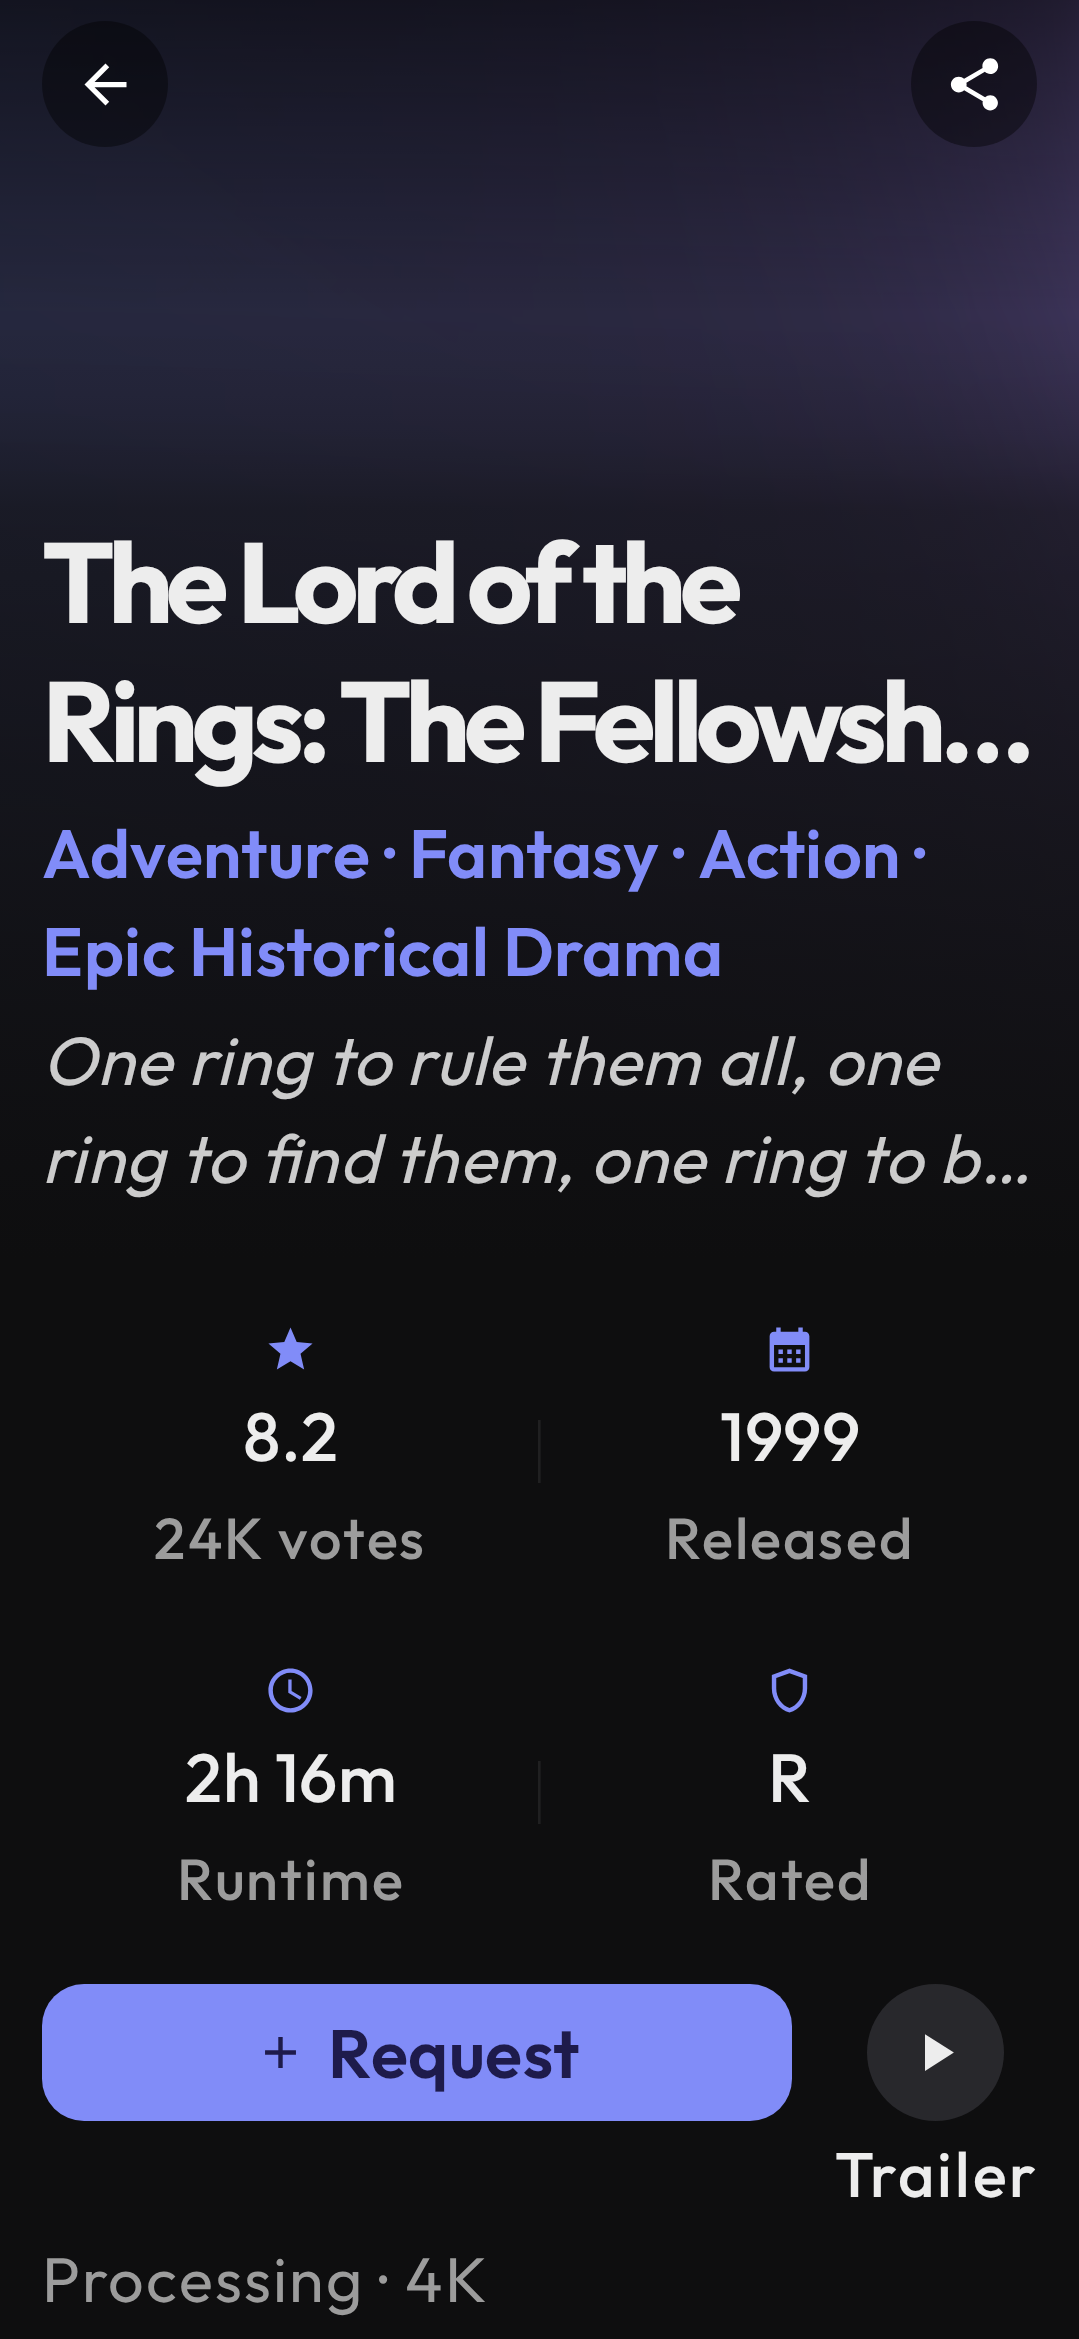 The Lord of the
Rings: The Fellowsh...
Adventure · Fantasy · Action ·
Epic Historical Drama
One ring to rule them all, one
ring to find them, one ring to b...
8.2
1999
24K votes
Released
2h 16m
R
Runtime
Rated
+ Request
Trailer
Processing · 4K